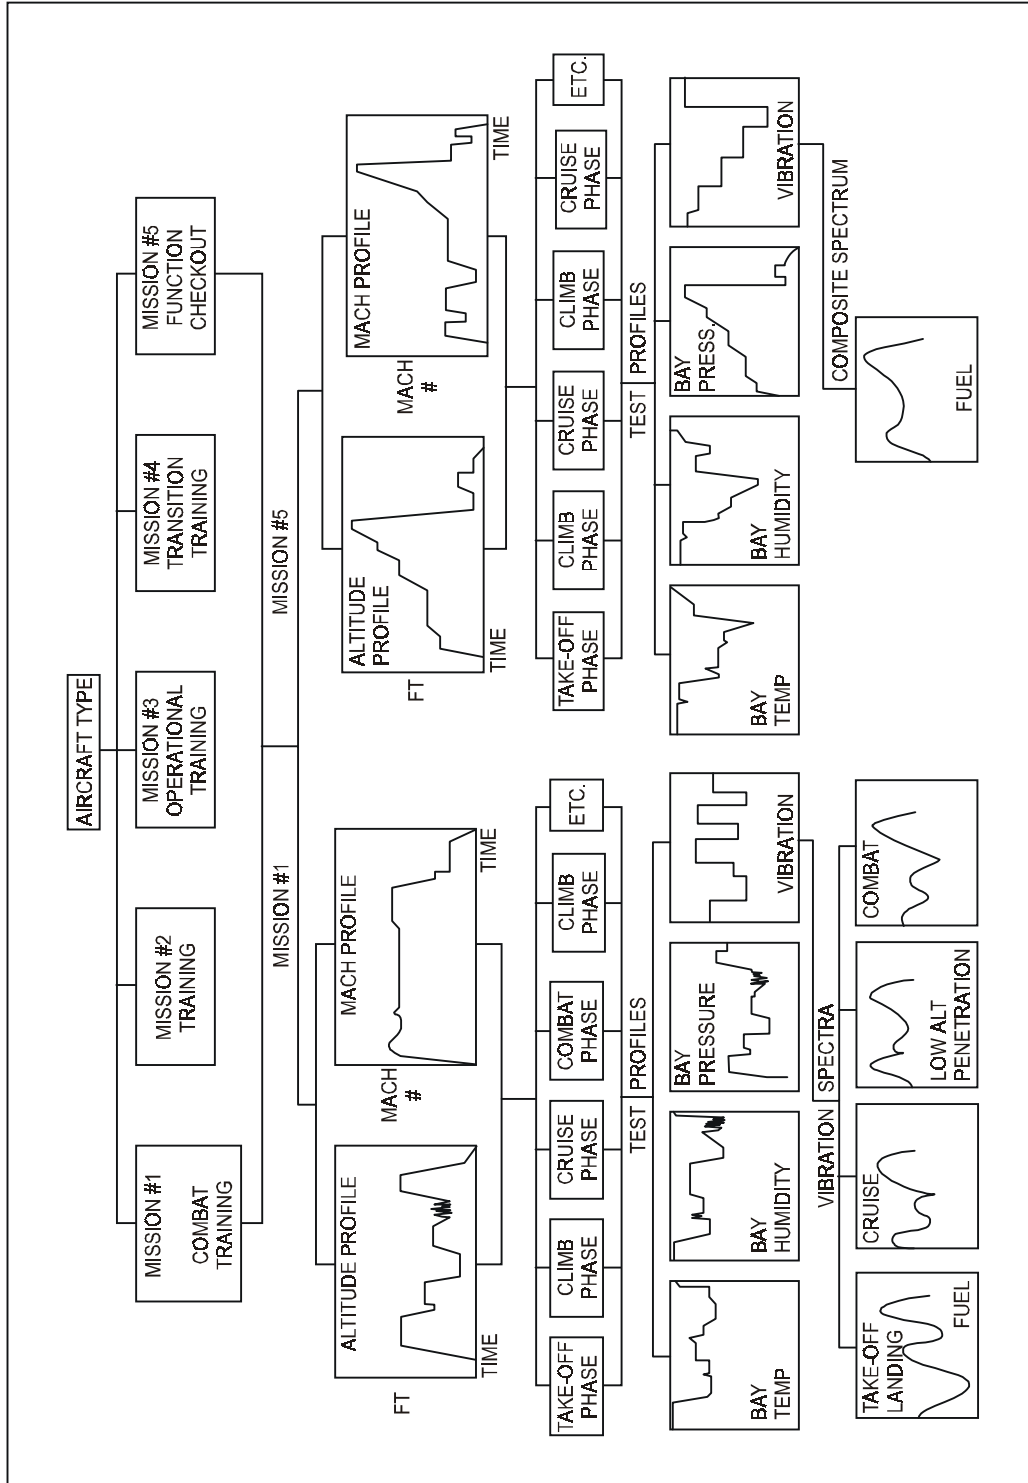 AIRCRAFT TYPE
MISSION #1
COMBAT
TRAINING
MISSION #2
TRAINING
MISSION #3
OPERATIONAL
TRAINING
MISSION #4
TRANSITION
TRAINING
MISSION #5
FUNCTION
CHECKOUT
MISSION #1
MISSION #5
ALTITUDE PROFILE
FT
TIME
MACH PROFILE
MACH
#
TIME
ALTITUDE
PROFILE
FT
TIME
MACH PROFILE
MACH
#
TIME
TAKE-OFF
PHASE
CLIMB
PHASE
CRUISE
PHASE
COMBAT
PHASE
CLIMB
PHASE
ETC.
TAKE-OFF
PHASE
CLIMB
PHASE
CRUISE
PHASE
CLIMB
PHASE
CRUISE
PHASE
ETC.
TEST PROFILES
TEST PROFILES
BAY
TEMP
BAY
HUMIDITY
BAY
PRESSURE
VIBRATION
BAY
TEMP
BAY
HUMIDITY
BAY
PRESS.
VIBRATION
VIBRATION SPECTRA
COMPOSITE SPECTRUM
TAKE-OFF
LANDING
FUEL
CRUISE
LOW ALT
PENETRATION
COMBAT
FUEL